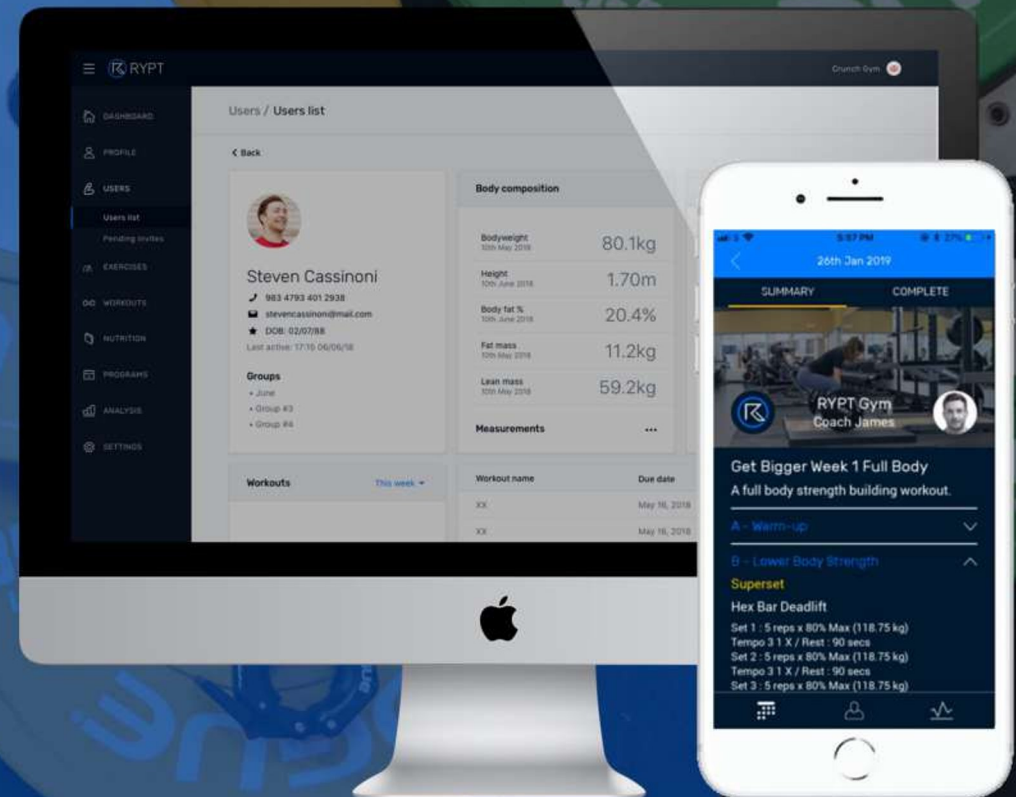 RYPT
Crunch Gym
DASHBOARD
PROFILE
USERS
Users list
Pending invites
EXERCISES
WORKOUTS
NUTRITION
PROGRAMS
ANALYSIS
SETTINGS
Users / Users list
Back
Steven Cassinoni
983 4793 401 2938
stevencassinon@mail.com
DOB: 02/07/88
Last active: 17:15 06/06/18
Groups
• June
• Group #3
• Group #4
Body composition
Bodyweight
10th May 2018
80.1kg
Height
10th June 2018
1.70m
Body fat %
10th June 2018
20.4%
Fat mass
10th May 2018
11.2kg
Lean mass
10th May 2018
59.2kg
Measurements
Workouts
This week
Workout name Due date
XX May 16, 2018
XX May 16, 2018
5:57 PM
27%
26th Jan 2019
SUMMARY COMPLETE
RYPT Gym
Coach James
Get Bigger Week 1 Full Body
A full body strength building workout.
A - Warm-up
B - Lower Body Strength
Superset
Hex Bar Deadlift
Set 1 : 5 reps x 80% Max (118.75 kg)
Tempo 3 1 X / Rest : 90 secs
Set 2 : 5 reps x 80% Max (118.75 kg)
Tempo 3 1 X / Rest : 90 secs
Set 3 : 5 reps x 80% Max (118.75 kg)